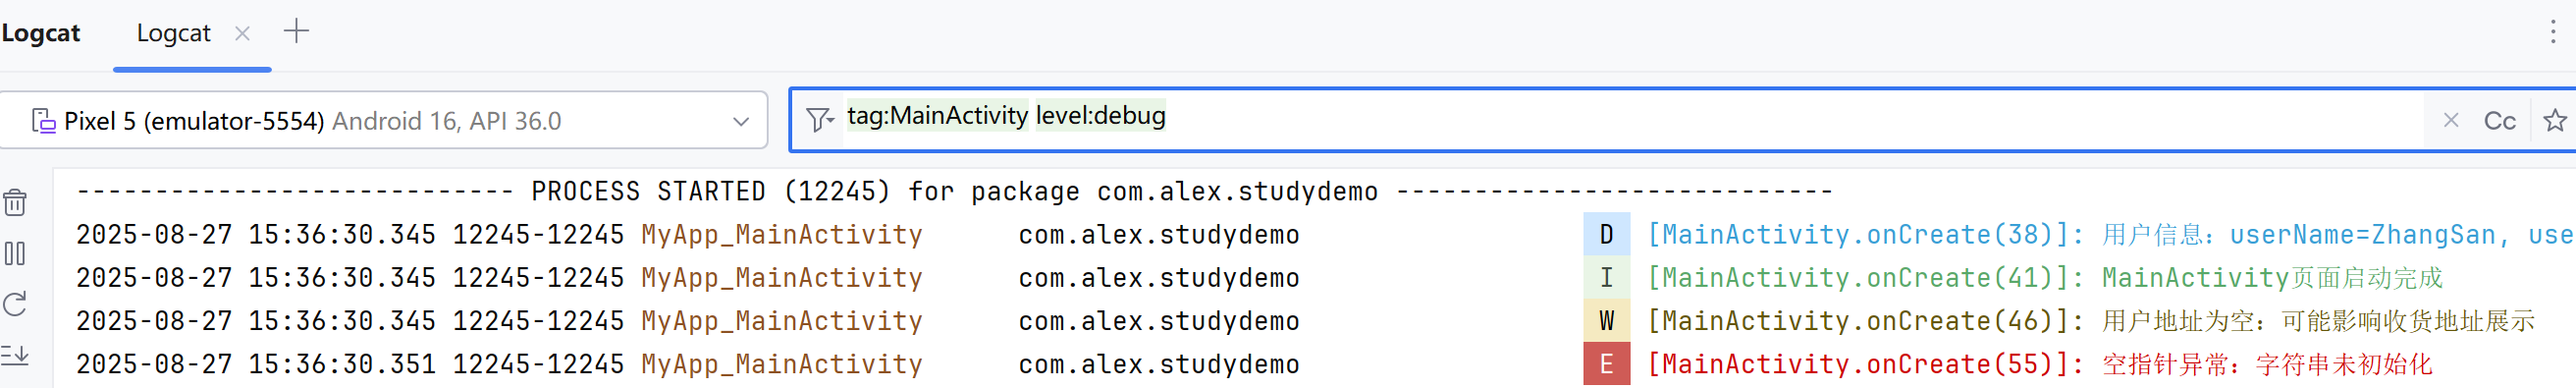 Logcat Logcat
Pixel 5 (emulator-5554) Android 16, API 36.0 tag:MainActivity level:debug Cc
---------------------------- PROCESS STARTED (12245) for package com.alex.studydemo ----------------------------
2025-08-27 15:36:30.345 12245-12245 MyApp_MainActivity com.alex.studydemo D [MainActivity.onCreate(38)]: 用户信息：userName=ZhangSan, use
2025-08-27 15:36:30.345 12245-12245 MyApp_MainActivity com.alex.studydemo I [MainActivity.onCreate(41)]: MainActivity页面启动完成
2025-08-27 15:36:30.345 12245-12245 MyApp_MainActivity com.alex.studydemo W [MainActivity.onCreate(46)]: 用户地址为空：可能影响收货地址展示
2025-08-27 15:36:30.351 12245-12245 MyApp_MainActivity com.alex.studydemo E [MainActivity.onCreate(55)]: 空指针异常：字符串未初始化